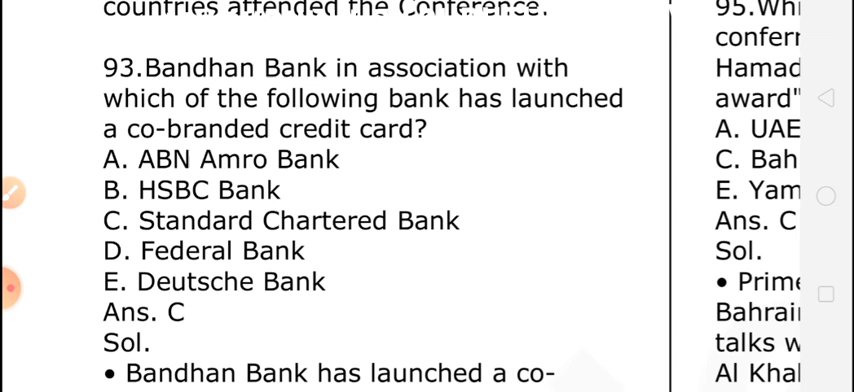 countries attended the Conference.
93.Bandhan Bank in association with
which of the following bank has launched
a co-branded credit card?
A. ABN Amro Bank
B. HSBC Bank
C. Standard Chartered Bank
D. Federal Bank
E. Deutsche Bank
Ans. C
Sol.
• Bandhan Bank has launched a co-
95.Whi
confer
Hamad
award"
A. UAE
C. Bah
E. Yam
Ans. C
Sol.
• Prime
Bahrai
talks w
Al Khal